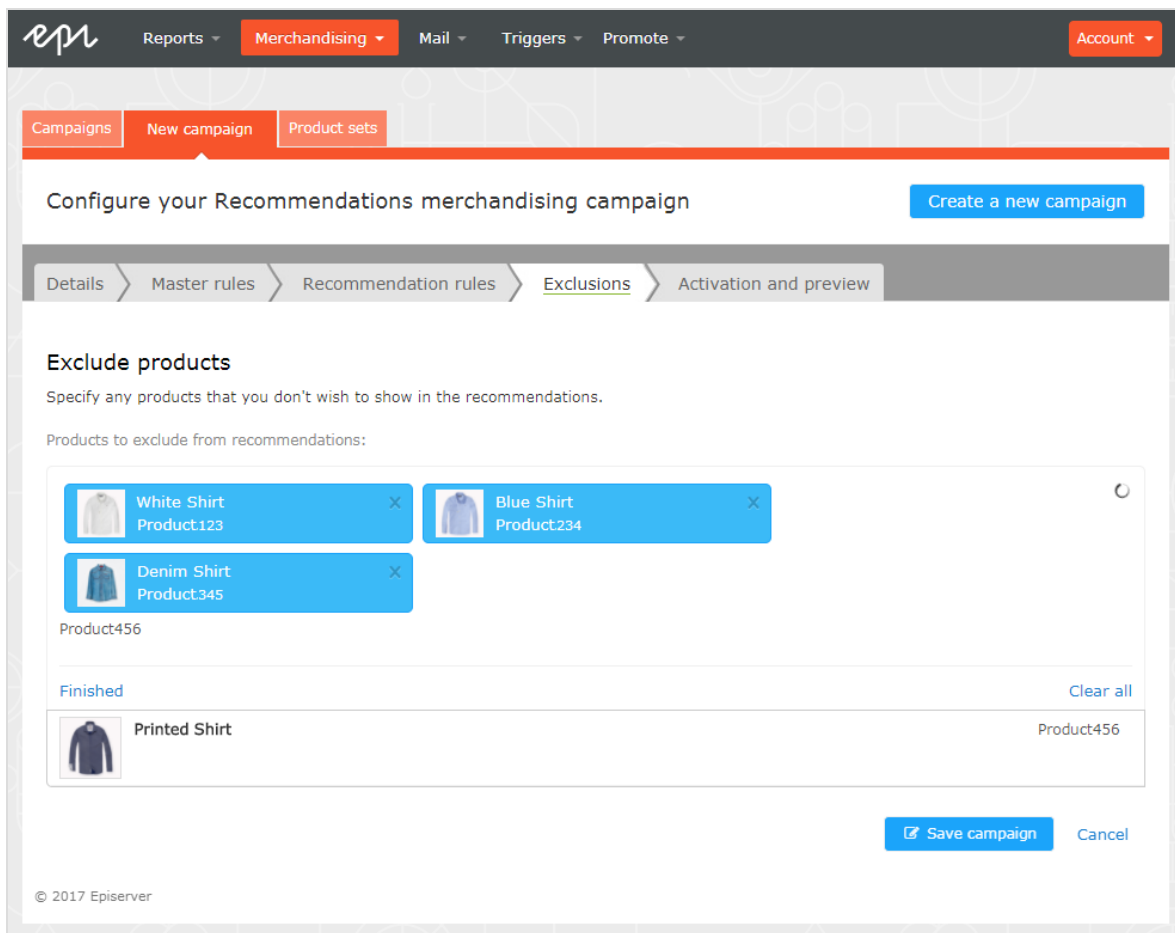 epi Reports Merchandising Mail Triggers Promote Account
Campaigns New campaign Product sets
Configure your Recommendations merchandising campaign Create a new campaign
Details Master rules Recommendation rules Exclusions Activation and preview
Exclude products
Specify any products that you don't wish to show in the recommendations.
Products to exclude from recommendations:
White Shirt X Blue Shirt X
Product123 Product234
Denim Shirt X
Product345
Product456
Finished Clear all
Printed Shirt Product456
Save campaign Cancel
© 2017 Episerver